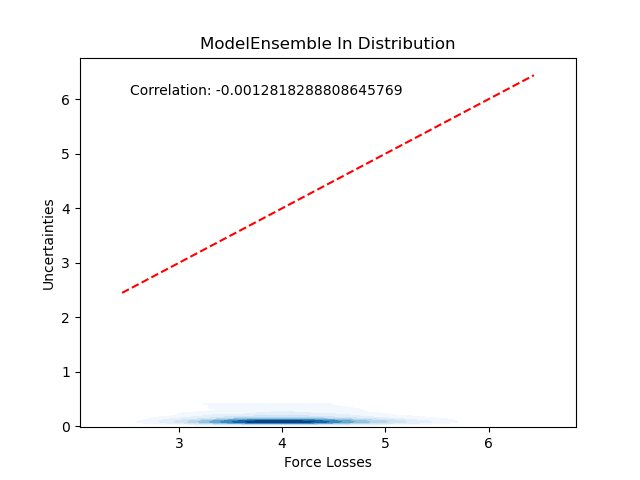 ModelEnsemble In Distribution
Correlation: -0.0012818288808645769
Uncertainties
6
5
4
3
2
1
0
3 4 5 6
Force Losses